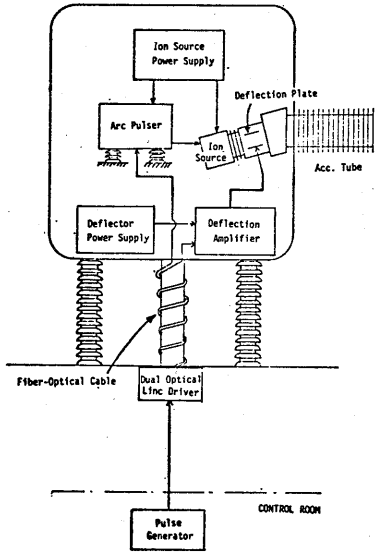 Ion Source
Power Supply
Deflection Plate
Arc Pulser
Ion
Source
Acc. Tube
Deflector
Power Supply
Deflection
Amplifier
Fiber-Optical Cable
Dual Optical
Linc Driver
CONTROL ROOM
Pulse
Generator